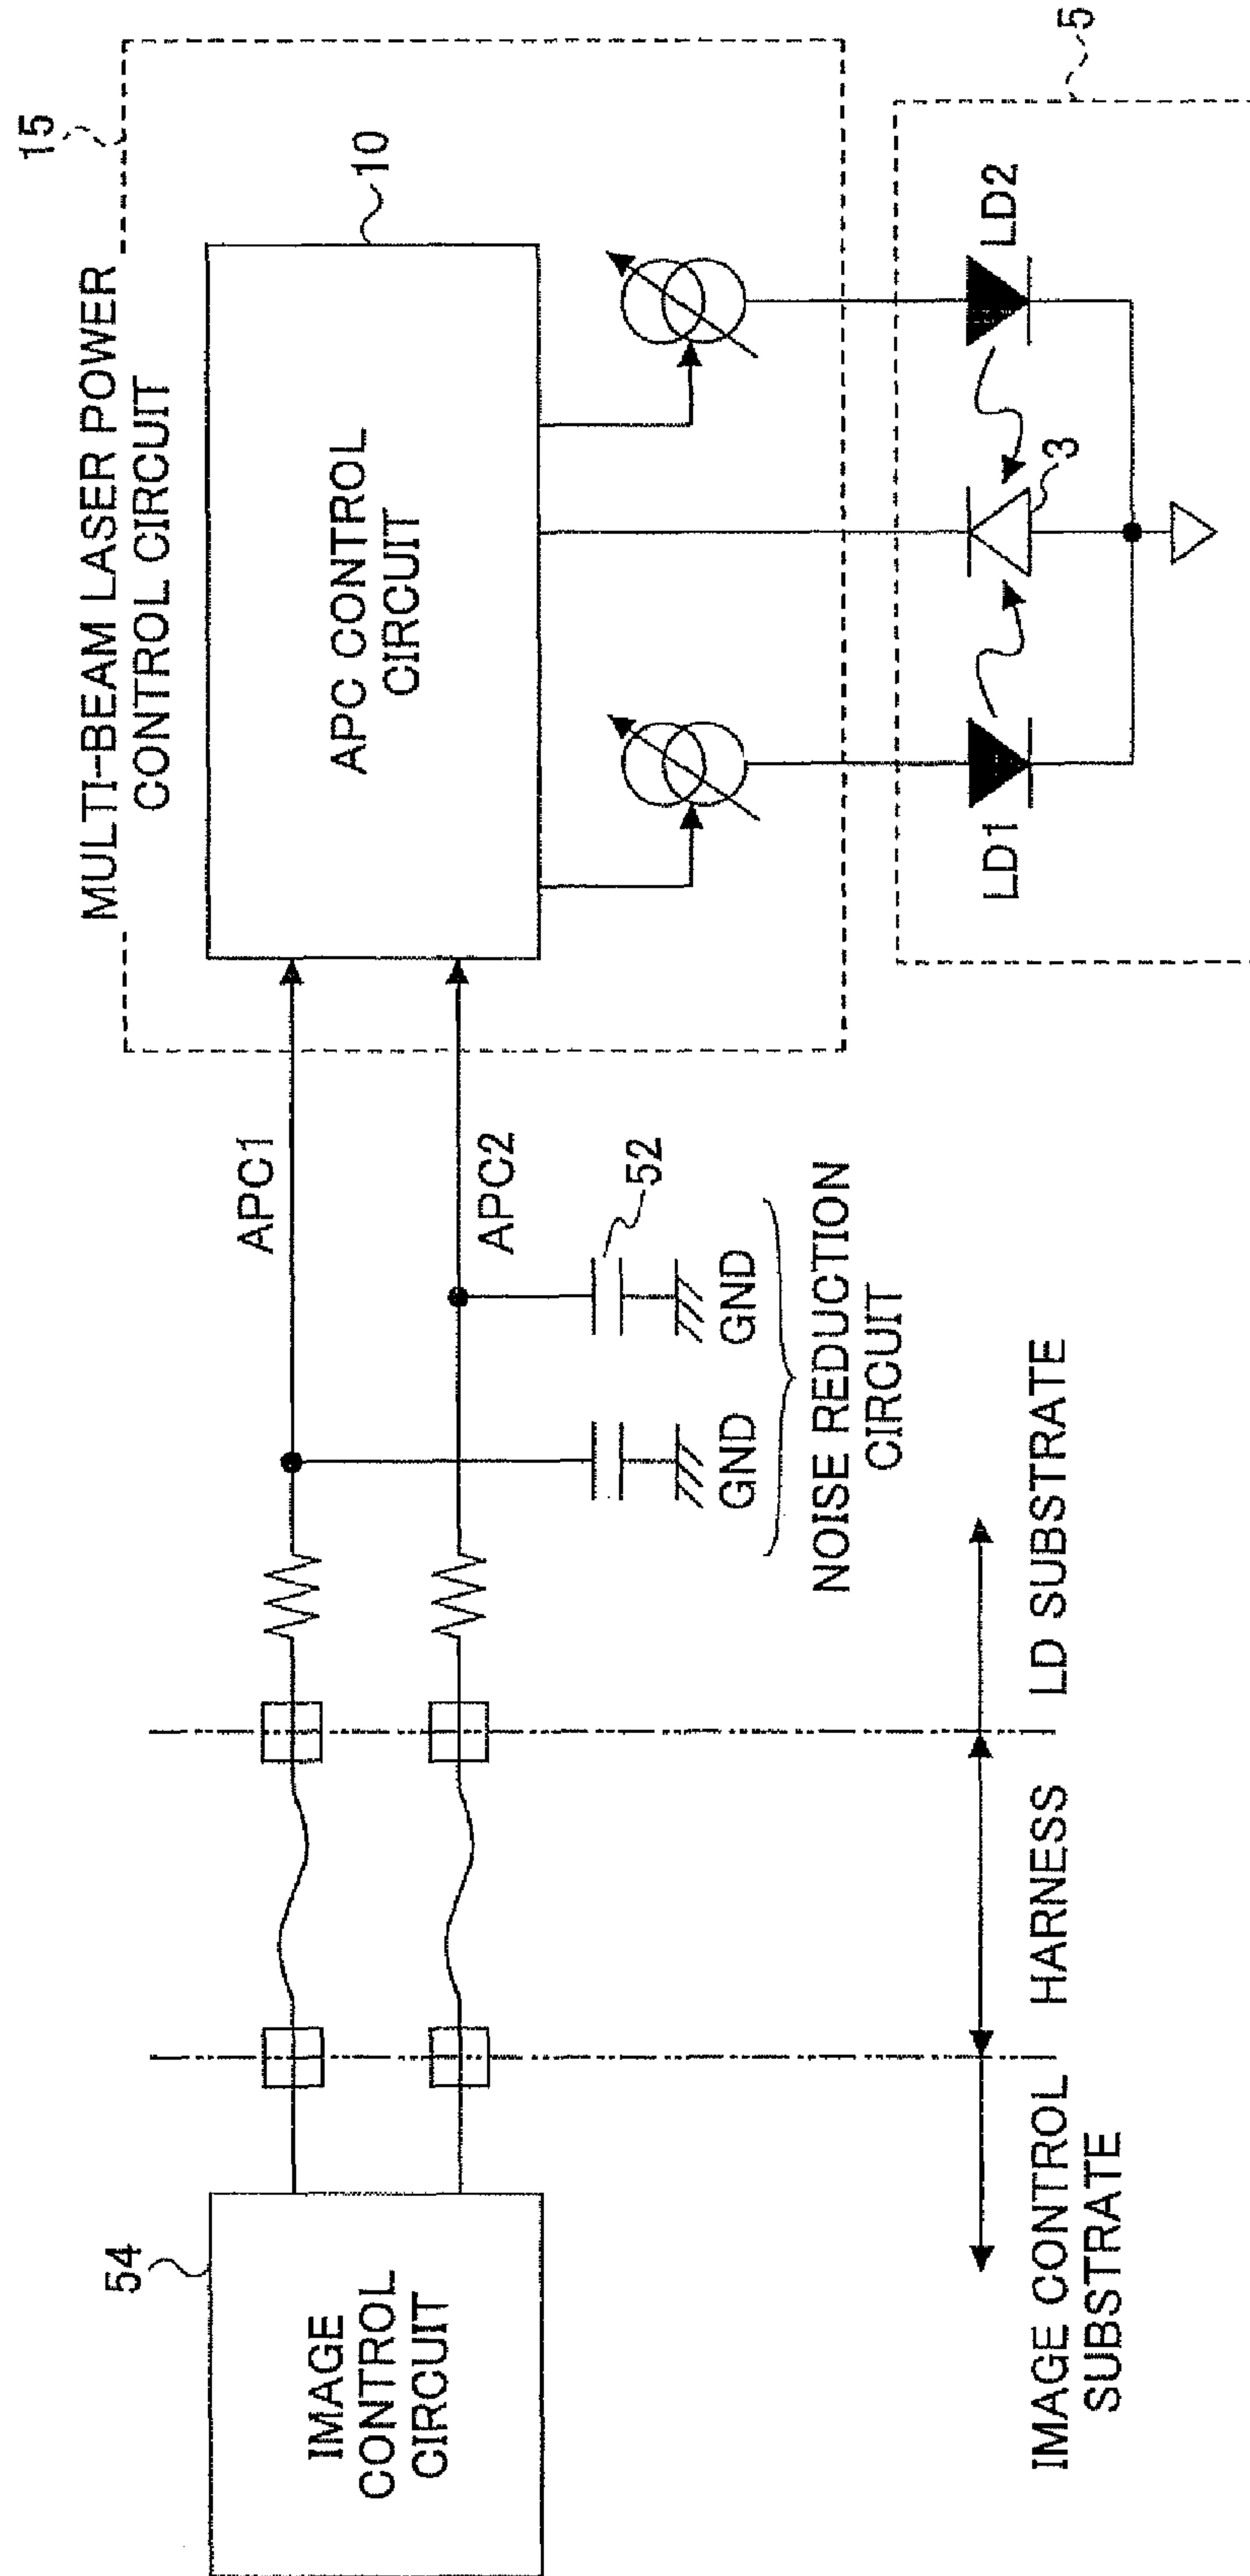 15
MULTI-BEAM LASER POWER
CONTROL CIRCUIT
10
APC CONTROL
CIRCUIT
54
IMAGE
CONTROL
CIRCUIT
APC1
APC2
52
GND
GND
NOISE REDUCTION
CIRCUIT
LD1
LD2
3
5
IMAGE CONTROL
SUBSTRATE
HARNESS
LD SUBSTRATE